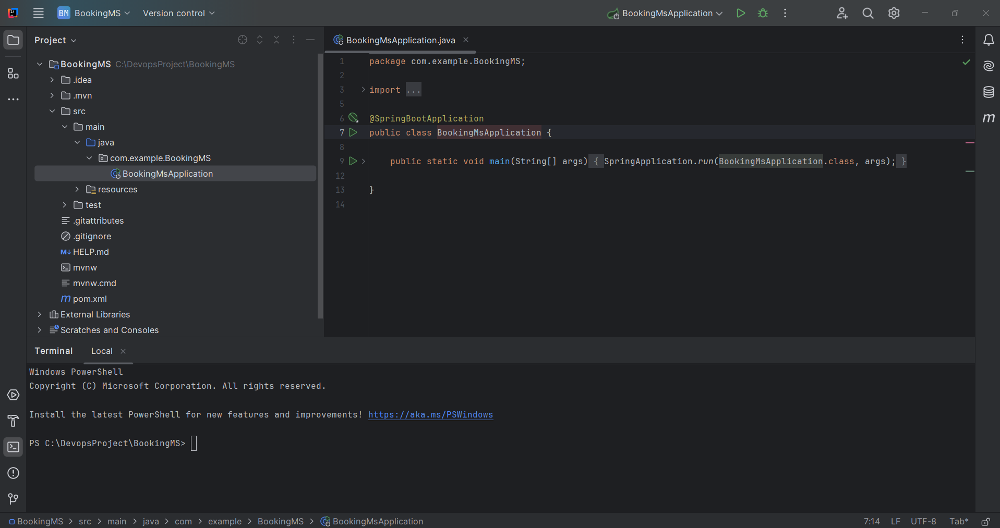 BM BookingMS Version control BookingMsApplication
Project
BookingMsApplication.java
BookingMS C:\DevopsProject\BookingMS
.idea
.mvn
src
main
java
com.example.BookingMS
BookingMsApplication
resources
test
.gitattributes
.gitignore
M↓ HELP.md
mvnw
mvnw.cmd
m pom.xml
External Libraries
Scratches and Consoles
1 package com.example.BookingMS;
2
3 import ...
5
6 @SpringBootApplication
7 public class BookingMsApplication {
8
9 public static void main(String[] args) { SpringApplication.run(BookingMsApplication.class, args); }
12
13 }
14
m
Terminal Local
Windows PowerShell
Copyright (C) Microsoft Corporation. All rights reserved.
Install the latest PowerShell for new features and improvements! https://aka.ms/PSWindows
PS C:\DevopsProject\BookingMS>
BookingMS > src > main > java > com > example > BookingMS > BookingMsApplication 7:14 LF UTF-8 Tab*